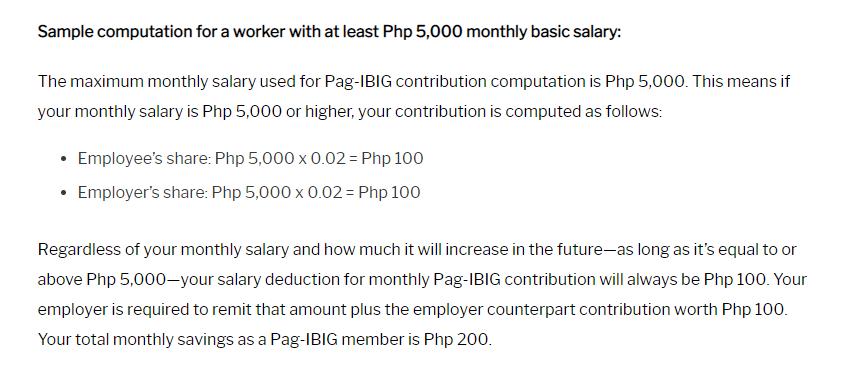 Sample computation for a worker with at least Php 5,000 monthly basic salary:
The maximum monthly salary used for Pag-IBIG contribution computation is Php 5,000. This means if
your monthly salary is Php 5,000 or higher, your contribution is computed as follows:
• Employee's share: Php 5,000 x 0.02 = Php 100
• Employer's share: Php 5,000 x 0.02 = Php 100
Regardless of your monthly salary and how much it will increase in the future—as long as it's equal to or
above Php 5,000—your salary deduction for monthly Pag-IBIG contribution will always be Php 100. Your
employer is required to remit that amount plus the employer counterpart contribution worth Php 100.
Your total monthly savings as a Pag-IBIG member is Php 200.